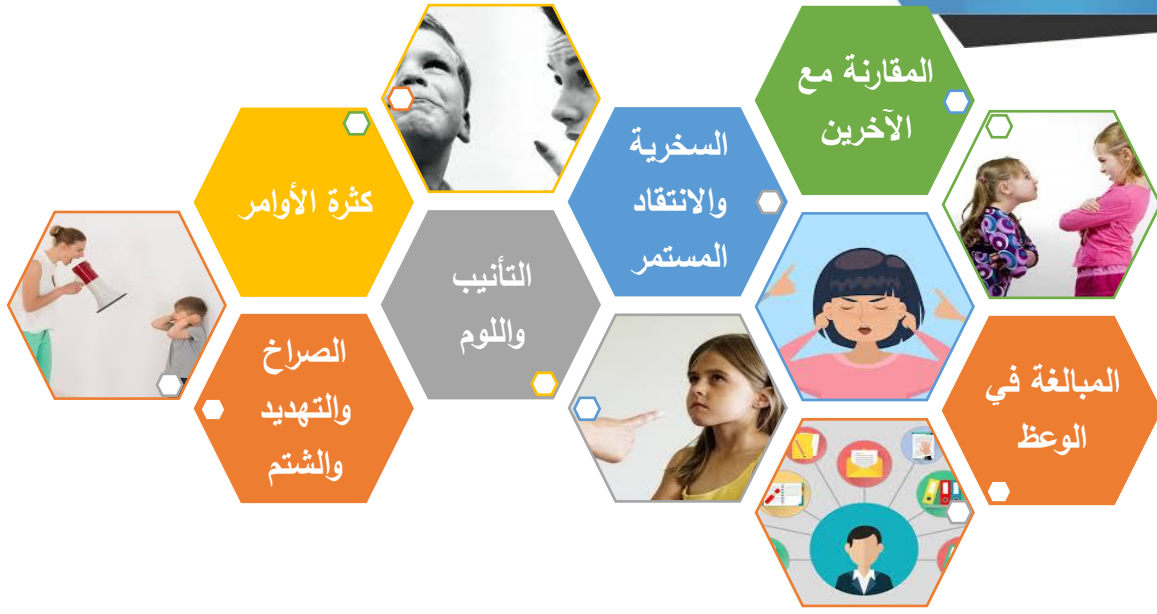 المقارنة مع
الآخرين
السخرية
والانتقاد
المستمر
كثرة الأوامر
التأنيب
واللوم
الصراخ
والتهديد
والشتم
المبالغة في
الوعظ